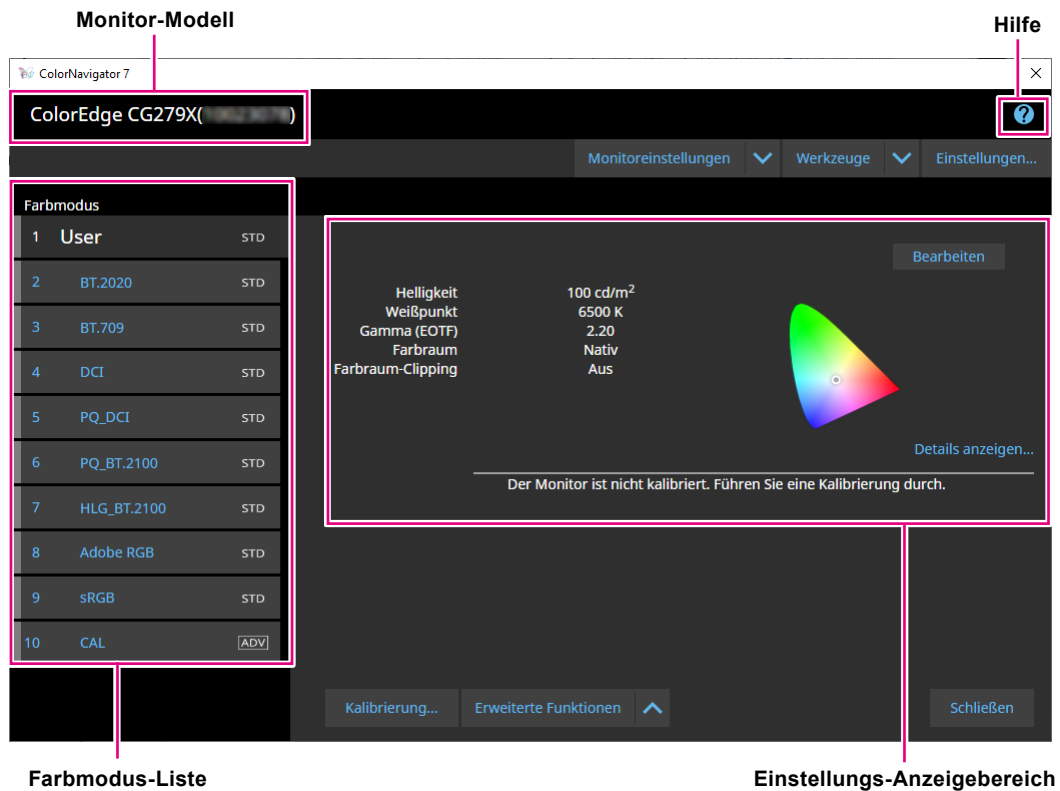 Monitor-Modell
Hilfe
ColorNavigator 7
ColorEdge CG279X( )
Monitoreinstellungen
Werkzeuge
Einstellungen...
Farbmodus
1 User STD
2 BT.2020 STD
3 BT.709 STD
4 DCI STD
5 PQ_DCI STD
6 PQ_BT.2100 STD
7 HLG_BT.2100 STD
8 Adobe RGB STD
9 sRGB STD
10 CAL ADV
Bearbeiten
Helligkeit 100 cd/m²
Weißpunkt 6500 K
Gamma (EOTF) 2.20
Farbraum Nativ
Farbraum-Clipping Aus
Details anzeigen...
Der Monitor ist nicht kalibriert. Führen Sie eine Kalibrierung durch.
Kalibrierung...
Erweiterte Funktionen
Schließen
Farbmodus-Liste
Einstellungs-Anzeigebereich